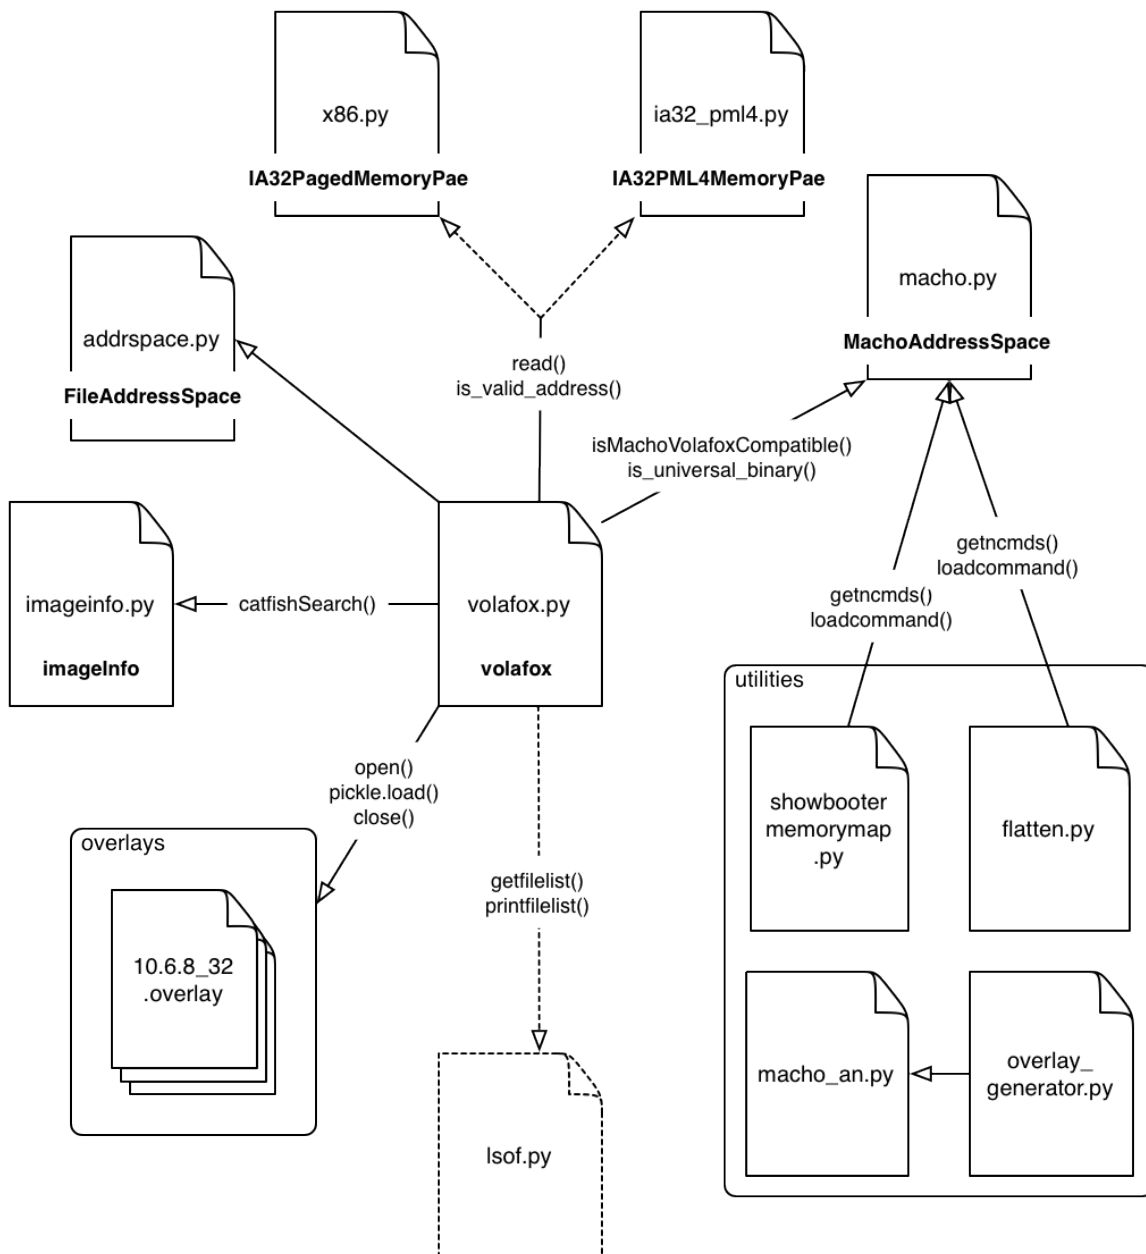 x86.py
IA32PagedMemoryPae
ia32_pml4.py
IA32PML4MemoryPae
macho.py
MachoAddressSpace
addrspace.py
FileAddressSpace
read()
is_valid_address()
isMachoVolafoxCompatible()
is_universal_binary()
getncmds()
loadcommand()
getncmds()
loadcommand()
imageinfo.py
imageInfo
catfishSearch()
volafox.py
volafox
utilities
showbooter
memorymap
.py
flatten.py
macho_an.py
overlay_
generator.py
open()
pickle.load()
close()
overlays
10.6.8_32
.overlay
getfilelist()
printfilelist()
lsof.py